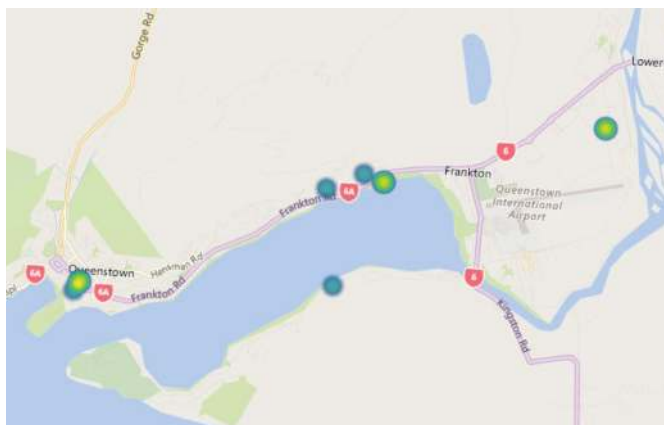 Gorge Rd
Lower
6
Frankton
6A
Frankton Rd
Queenstown
International
Airport
Hensman Rd
Queenstown
6A
6A
Frankton Rd
6
Kingston Rd